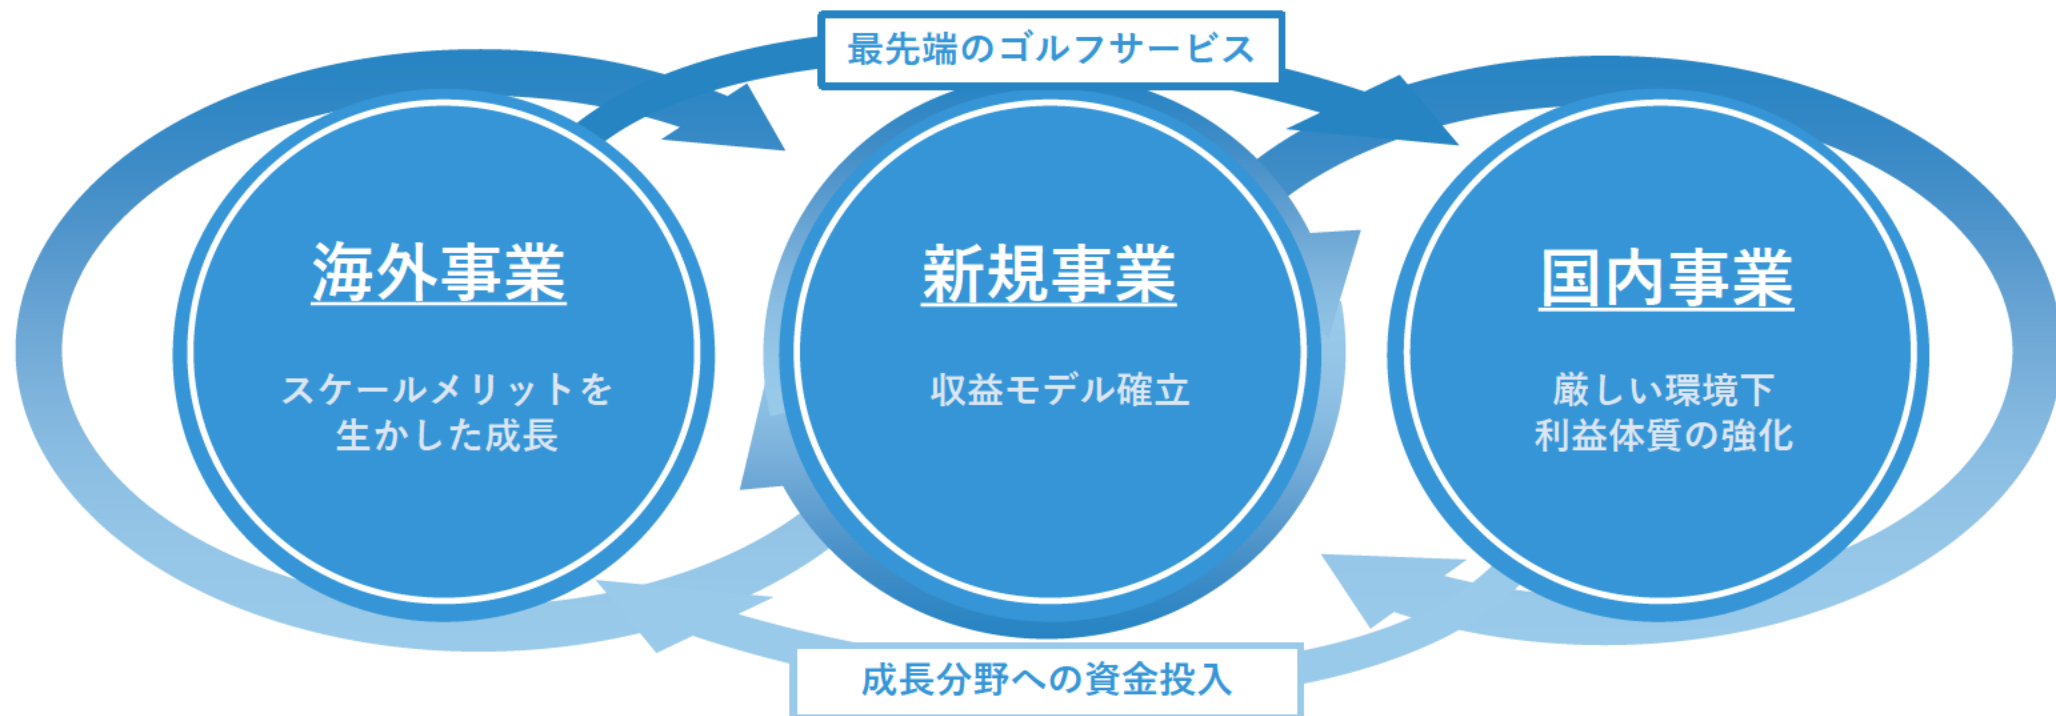 最先端のゴルフサービス
海外事業
スケールメリットを
生かした成長
新規事業
収益モデル確立
国内事業
厳しい環境下
利益体質の強化
成長分野への資金投入